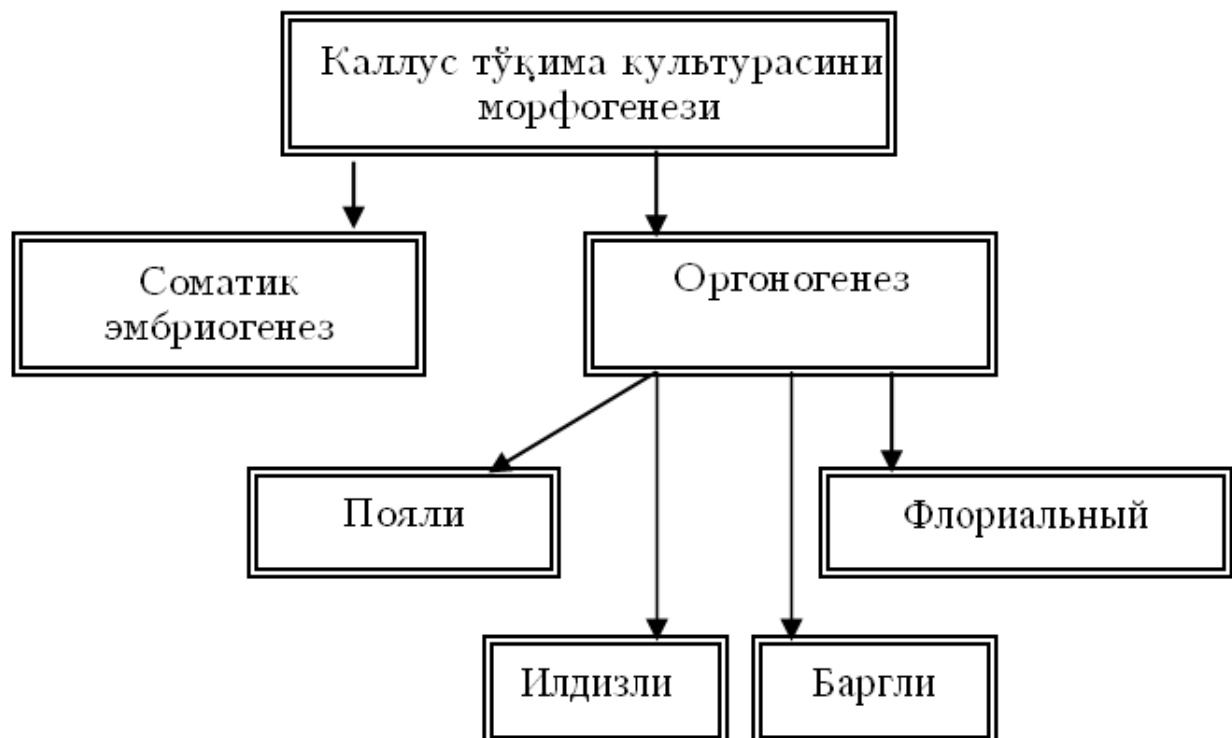 Каллус тўқима культурасини
морфогенези
Соматик
эмбриогенез
Оргоногенез
Пояли
Флориальный
Илдизли
Баргли